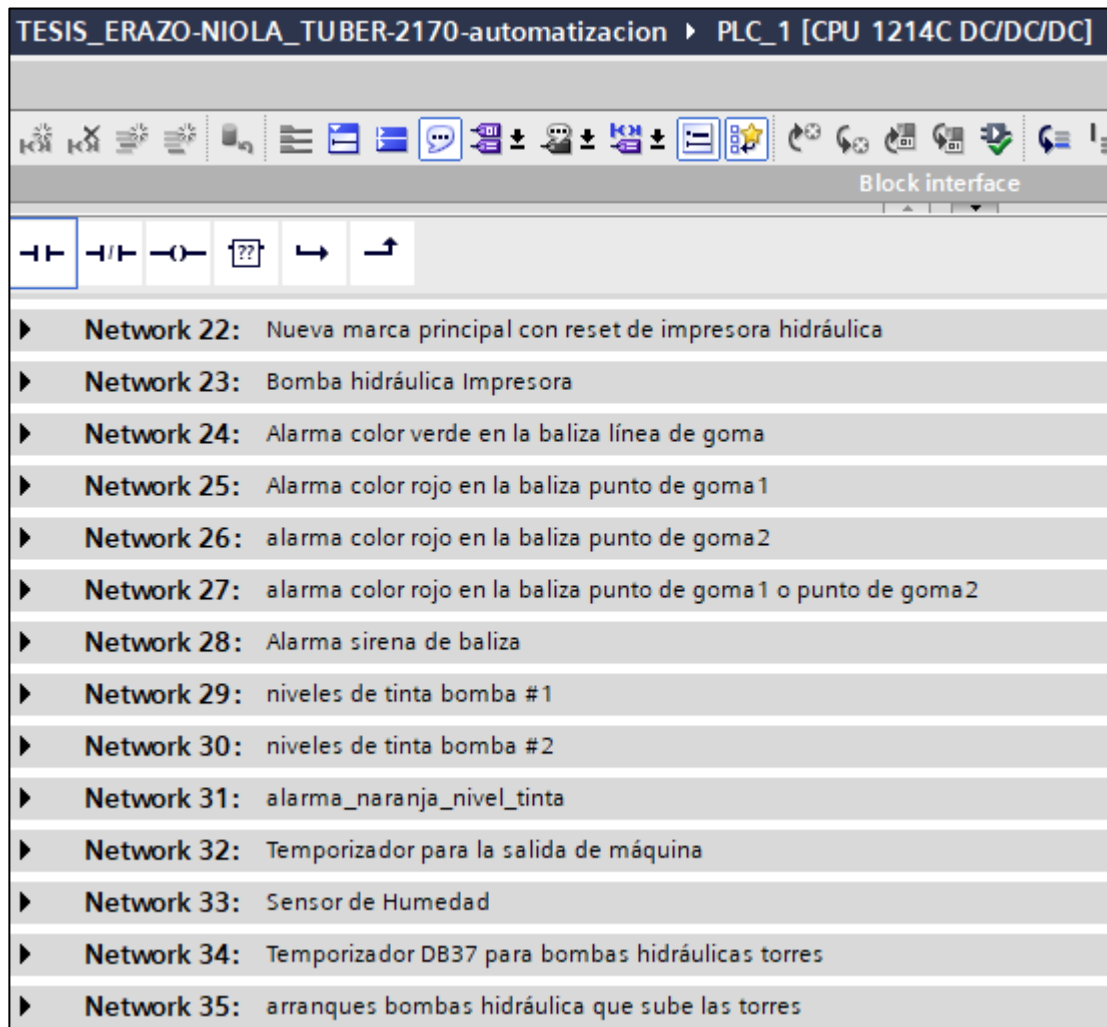 TESIS_ERAZO-NIOLA_TUBER-2170-automatizacion ▸ PLC_1 [CPU 1214C DC/DC/DC]
Block interface
??
Network 22: Nueva marca principal con reset de impresora hidráulica
Network 23: Bomba hidráulica Impresora
Network 24: Alarma color verde en la baliza línea de goma
Network 25: Alarma color rojo en la baliza punto de goma1
Network 26: alarma color rojo en la baliza punto de goma2
Network 27: alarma color rojo en la baliza punto de goma1 o punto de goma2
Network 28: Alarma sirena de baliza
Network 29: niveles de tinta bomba #1
Network 30: niveles de tinta bomba #2
Network 31: alarma_naranja_nivel_tinta
Network 32: Temporizador para la salida de máquina
Network 33: Sensor de Humedad
Network 34: Temporizador DB37 para bombas hidráulicas torres
Network 35: arranques bombas hidráulica que sube las torres